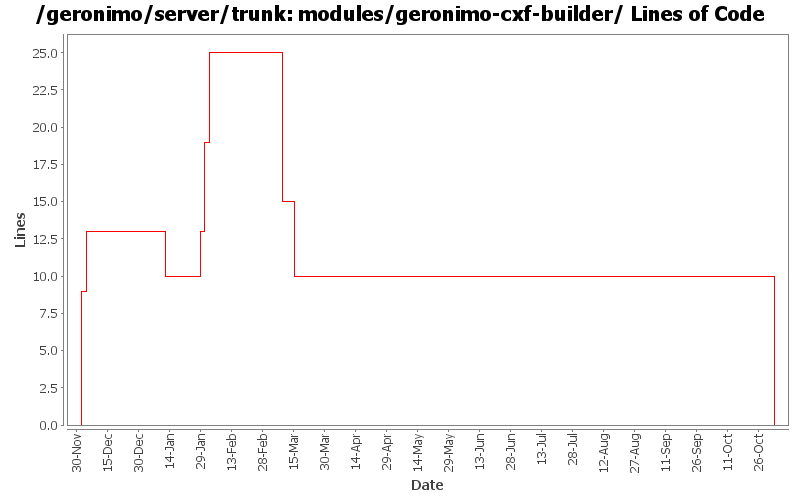 /geronimo/server/trunk: modules/geronimo-cxf-builder/ Lines of Code
25.0
22.5
20.0
17.5
15.0
12.5
10.0
7.5
5.0
2.5
0.0
Lines
30-Nov
15-Dec
30-Dec
14-Jan
29-Jan
13-Feb
28-Feb
15-Mar
30-Mar
14-Apr
29-Apr
14-May
29-May
13-Jun
28-Jun
13-Jul
28-Jul
12-Aug
27-Aug
11-Sep
26-Sep
11-Oct
26-Oct
Date